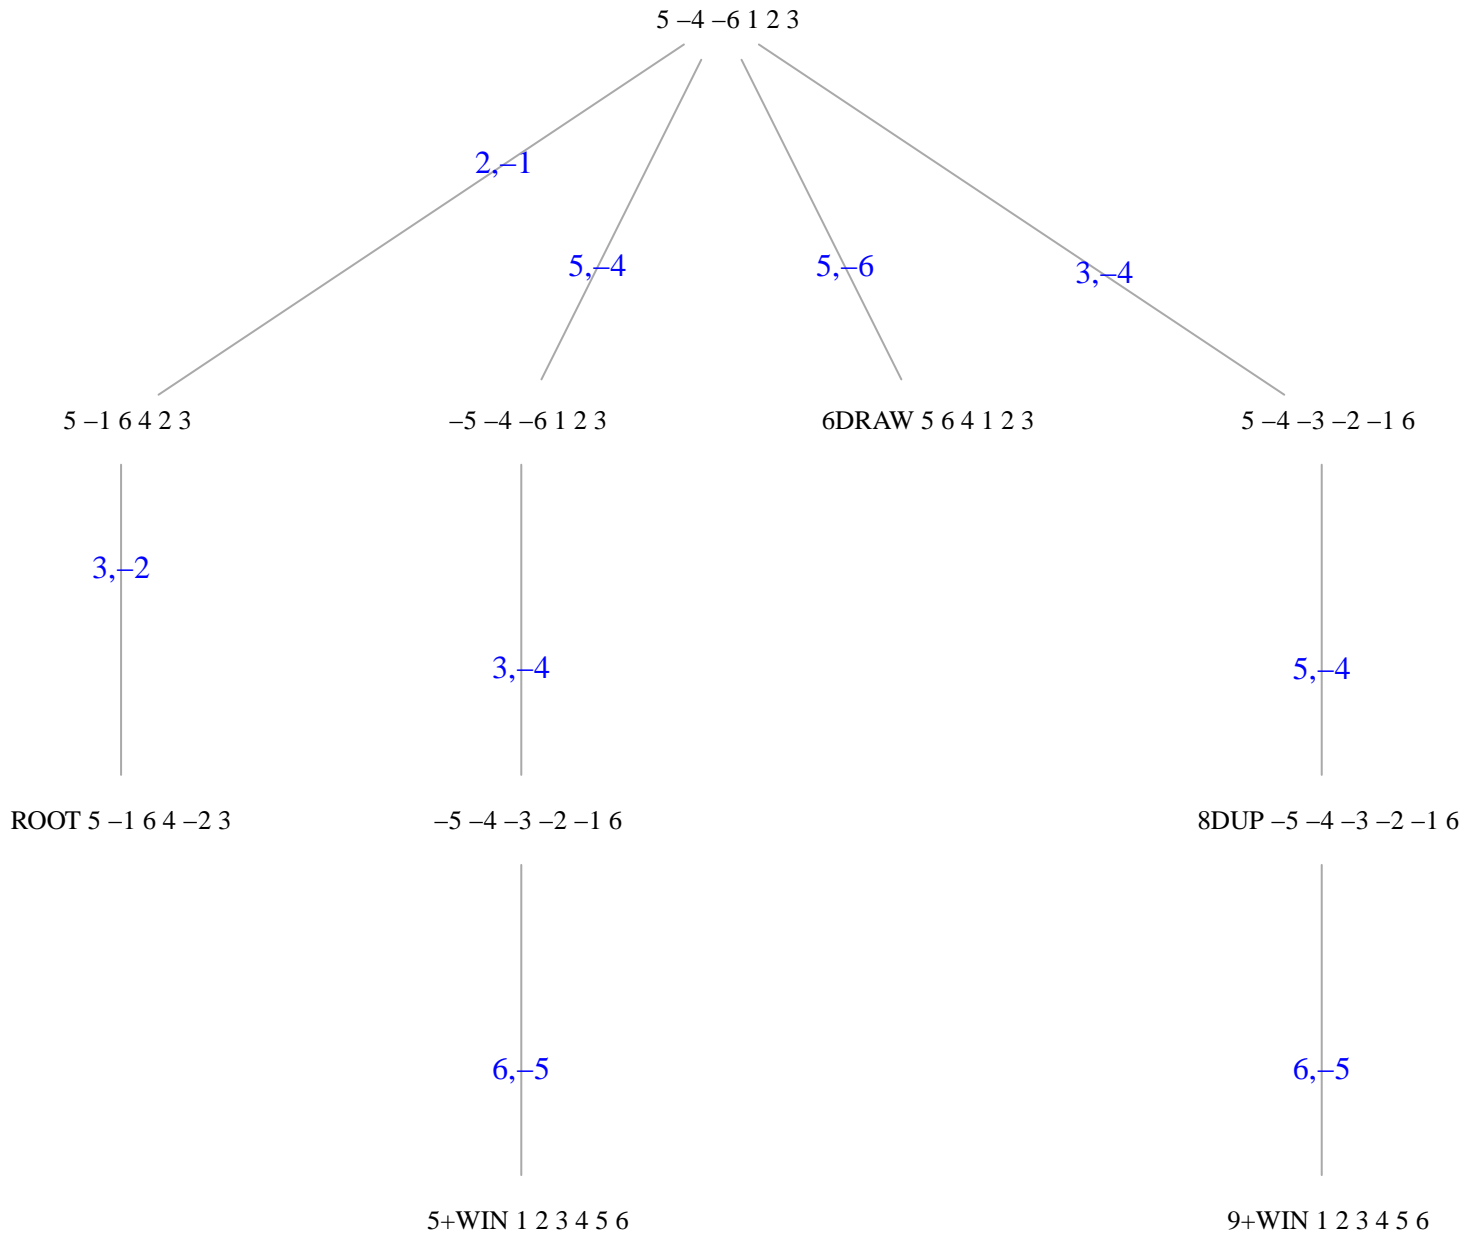 5 –4 –6 1 2 3
2,–1
5,–4
5,–6
3,–4
5 –1 6 4 2 3
–5 –4 –6 1 2 3
6DRAW 5 6 4 1 2 3
5 –4 –3 –2 –1 6
3,–2
3,–4
5,–4
ROOT 5 –1 6 4 –2 3
–5 –4 –3 –2 –1 6
8DUP –5 –4 –3 –2 –1 6
6,–5
6,–5
5+WIN 1 2 3 4 5 6
9+WIN 1 2 3 4 5 6